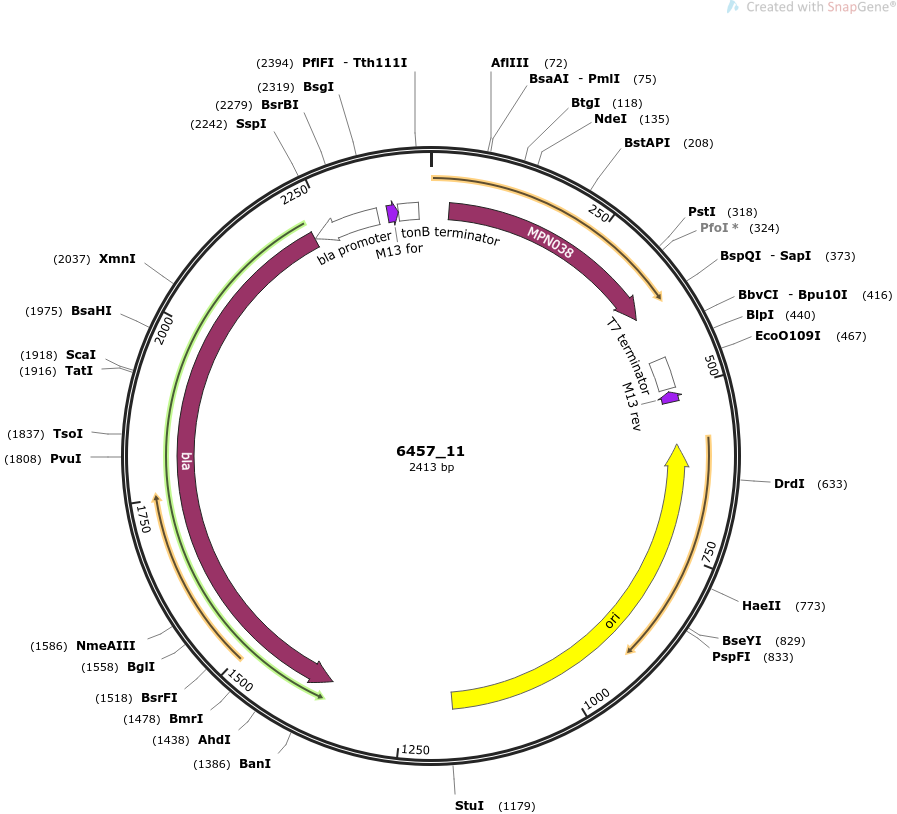 Created with SnapGene®
(2394) PflFI - Tth111I
(2319) BsgI
(2279) BsrBI
(2242) SspI
AflIII (72)
BsaAI - PmlI (75)
BtgI (118)
NdeI (135)
BstAPI (208)
PstI (318)
PfoI * (324)
BspQI - SapI (373)
BbvCI - Bpu10I (416)
BlpI (440)
EcoO109I (467)
DrdI (633)
HaeII (773)
BseYI (829)
PspFI (833)
StuI (1179)
(2037) XmnI
(1975) BsaHI
(1918) ScaI
(1916) TatI
(1837) TsoI
(1808) PvuI
(1586) NmeAIII
(1558) BglI
(1518) BsrFI
(1478) BmrI
(1438) AhdI
(1386) BanI
250
500
750
1000
1250
1500
1750
2000
2250
bla promoter
M13 for
tonB terminator
MPN038
T7 terminator
M13 rev
ori
bla
6457_11
2413 bp